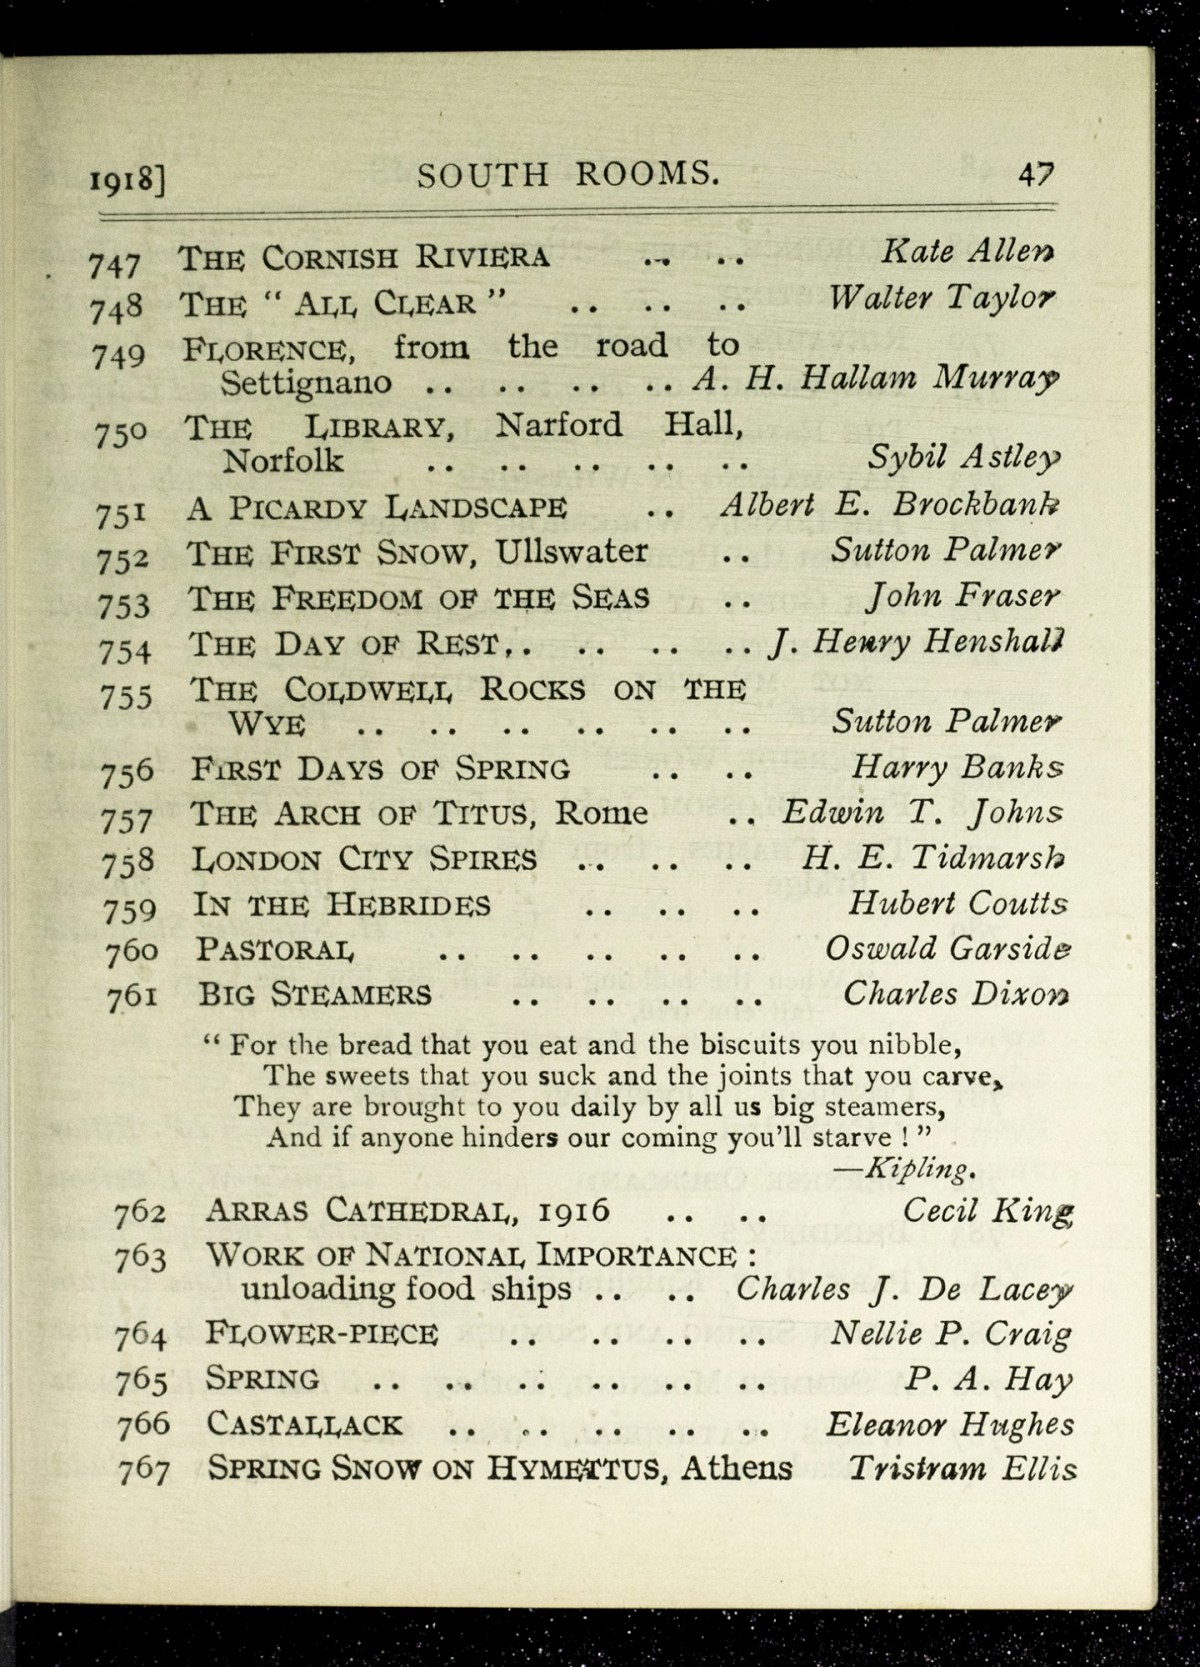 1918] SOUTH ROOMS. 47
747 THE CORNISH RIVIERA .. .. Kate Allen
748 THE “ ALL CLEAR ” .. .. .. Walter Taylor
749 FLORENCE, from the road to
Settignano .. .. .. .. A. H. Hallam Murray
750 THE LIBRARY, Narford Hall,
Norfolk .. .. .. .. .. Sybil Astley
751 A PICARDY LANDSCAPE .. Albert E. Brockbank
752 THE FIRST SNOW, Ullswater .. Sutton Palmer
753 THE FREEDOM OF THE SEAS .. John Fraser
754 THE DAY OF REST.. .. .. .. J. Henry Henshall
755 THE COLDWELL ROCKS ON THE
WYE .. .. .. .. .. .. Sutton Palmer
756 FIRST DAYS OF SPRING .. .. Harry Banks
757 THE ARCH OF TITUS, Rome .. Edwin T. Johns
758 LONDON CITY SPIRES .. .. .. H. E. Tidmarsh
759 IN THE HEBRIDES .. .. .. Hubert Coutts
760 PASTORAL .. .. .. .. .. Oswald Garside
761 BIG STEAMERS .. .. .. .. Charles Dixon
“ For the bread that you eat and the biscuits you nibble,
The sweets that you suck and the joints that you carve,
They are brought to you daily by all us big steamers,
And if anyone hinders our coming you’ll starve ! ”
—Kipling.
762 ARRAS CATHEDRAL, 1916 .. .. Cecil King
763 WORK OF NATIONAL IMPORTANCE :
unloading food ships .. .. Charles J. De Lacey
764 FLOWER-PIECE .. .. .. .. Nellie P. Craig
765 SPRING .. .. .. .. .. .. P. A. Hay
766 CASTALLACK .. .. .. .. .. Eleanor Hughes
767 SPRING SNOW ON HYMETTUS, Athens Tristram Ellis